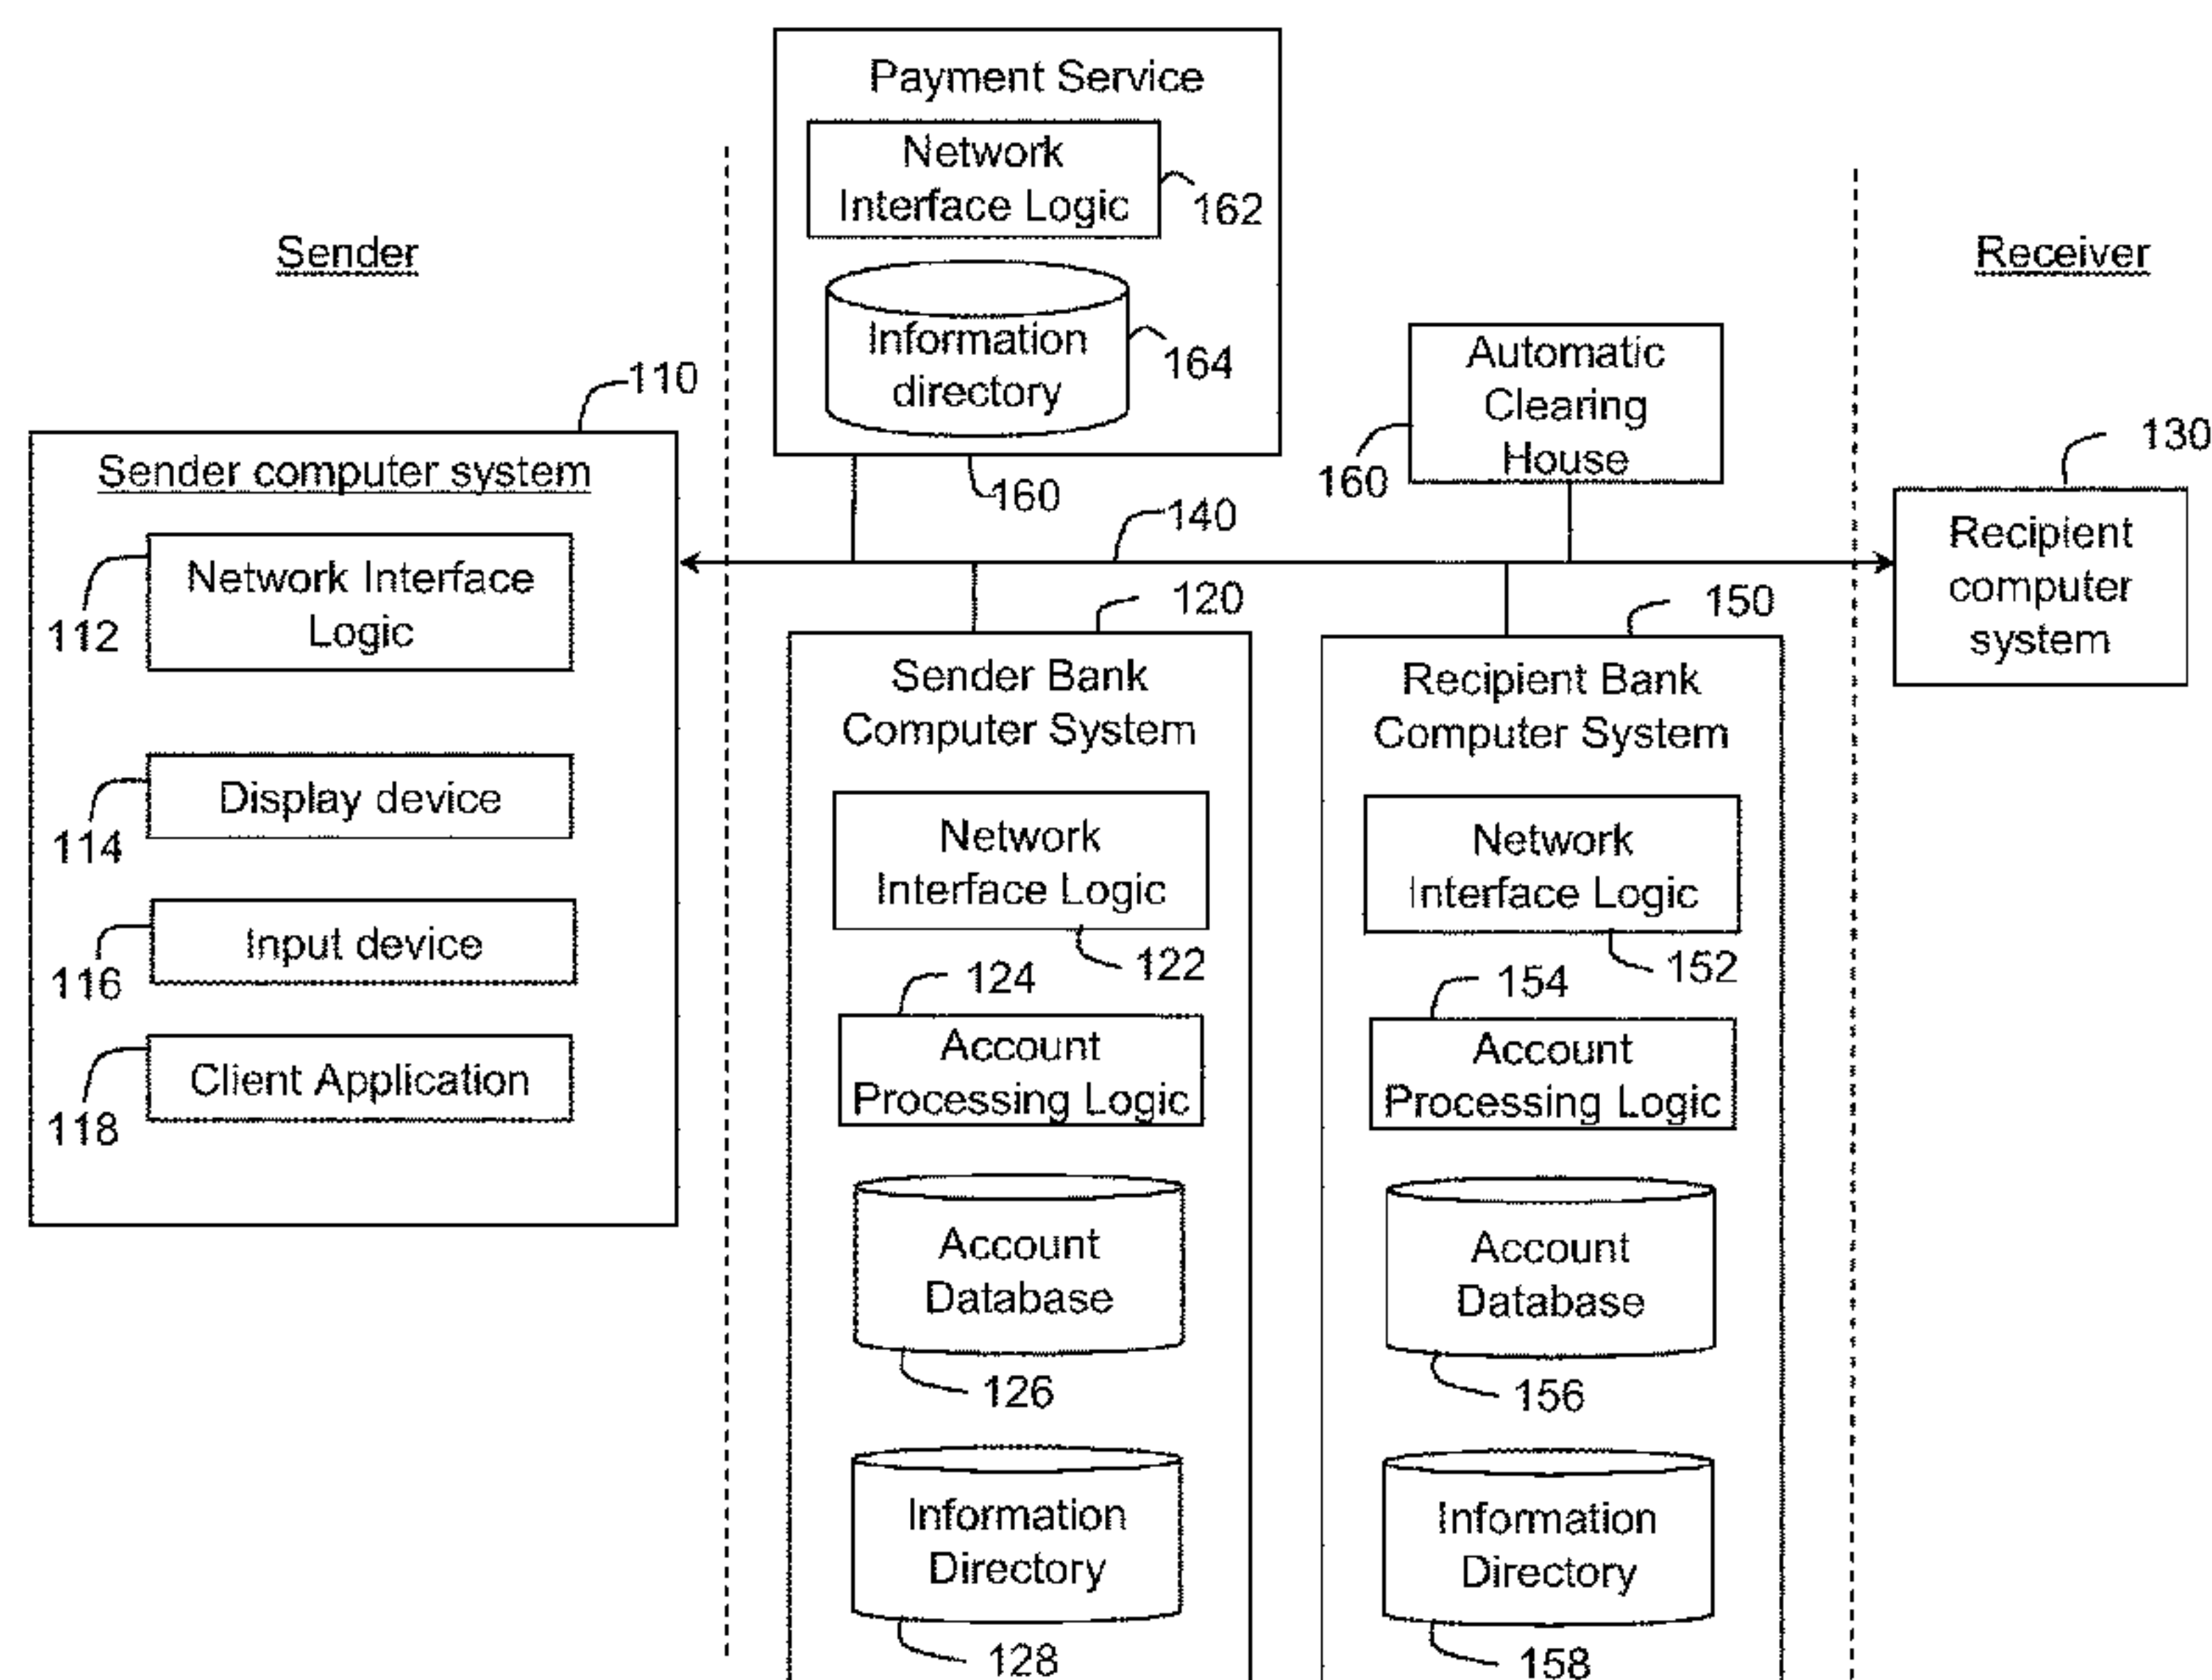 Payment Service
Network
Interface Logic
162
Information
directory
164
160
Sender
Receiver
110
Sender computer system
Network Interface
Logic
112
Display device
114
Input device
116
Client Application
118
Automatic
Clearing
House
160
140
130
Recipient
computer
system
120
Sender Bank
Computer System
Network
Interface Logic
122
124
Account
Processing Logic
Account
Database
126
Information
Directory
128
150
Recipient Bank
Computer System
Network
Interface Logic
152
154
Account
Processing Logic
Account
Database
156
Information
Directory
158